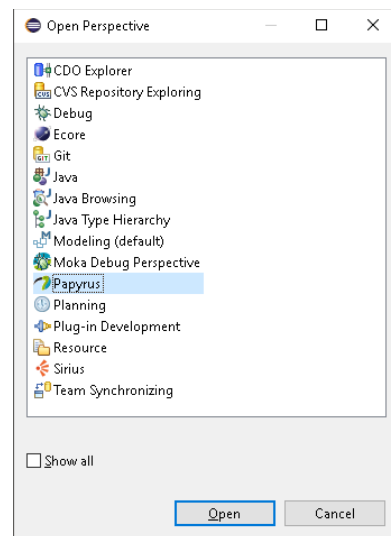 Open Perspective
CDO Explorer
CVS Repository Exploring
Debug
Ecore
Git
Java
Java Browsing
Java Type Hierarchy
Modeling (default)
Moka Debug Perspective
Papyrus
Planning
Plug-in Development
Resource
Sirius
Team Synchronizing
Show all
Open Cancel